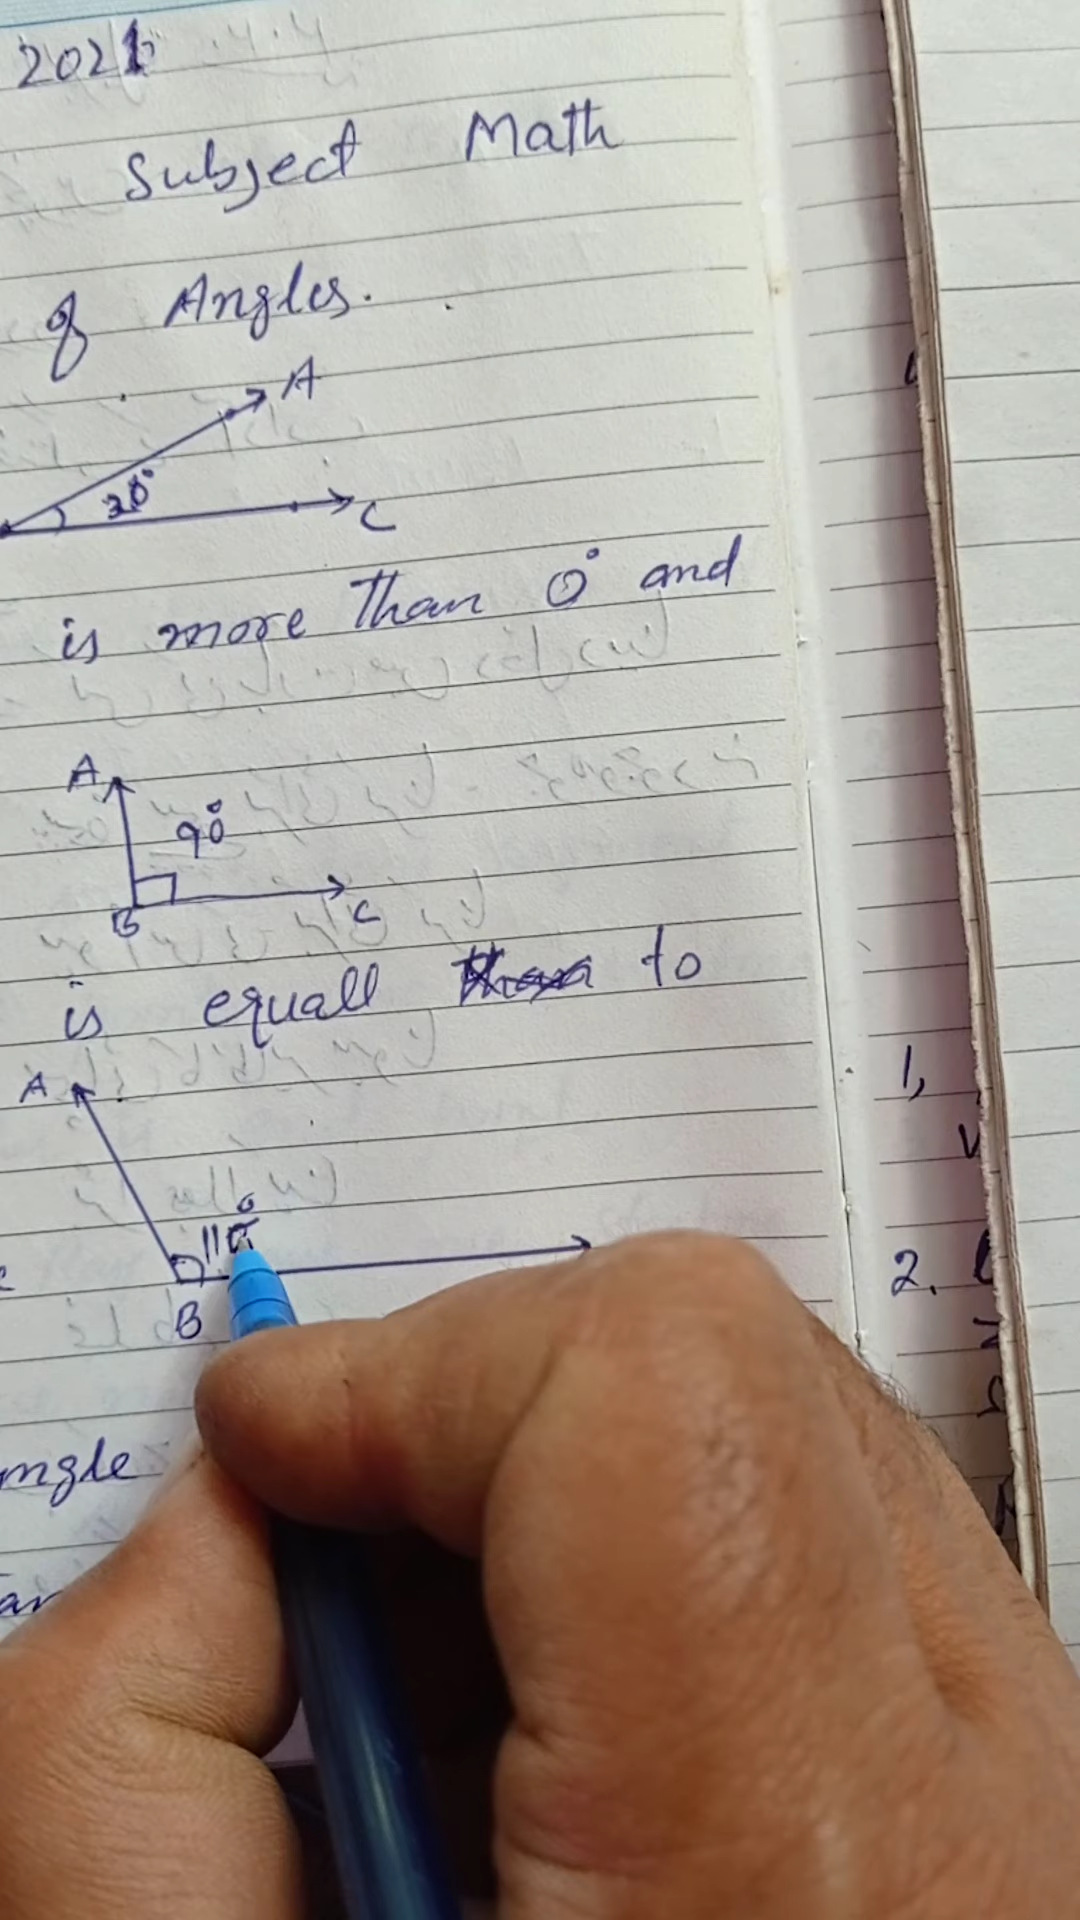 2021
Subject Math
of Angles.
A
30°
C
is more than 0° and
A
90°
B
C
is equall to
A
110°
B
1,
2.
ngle